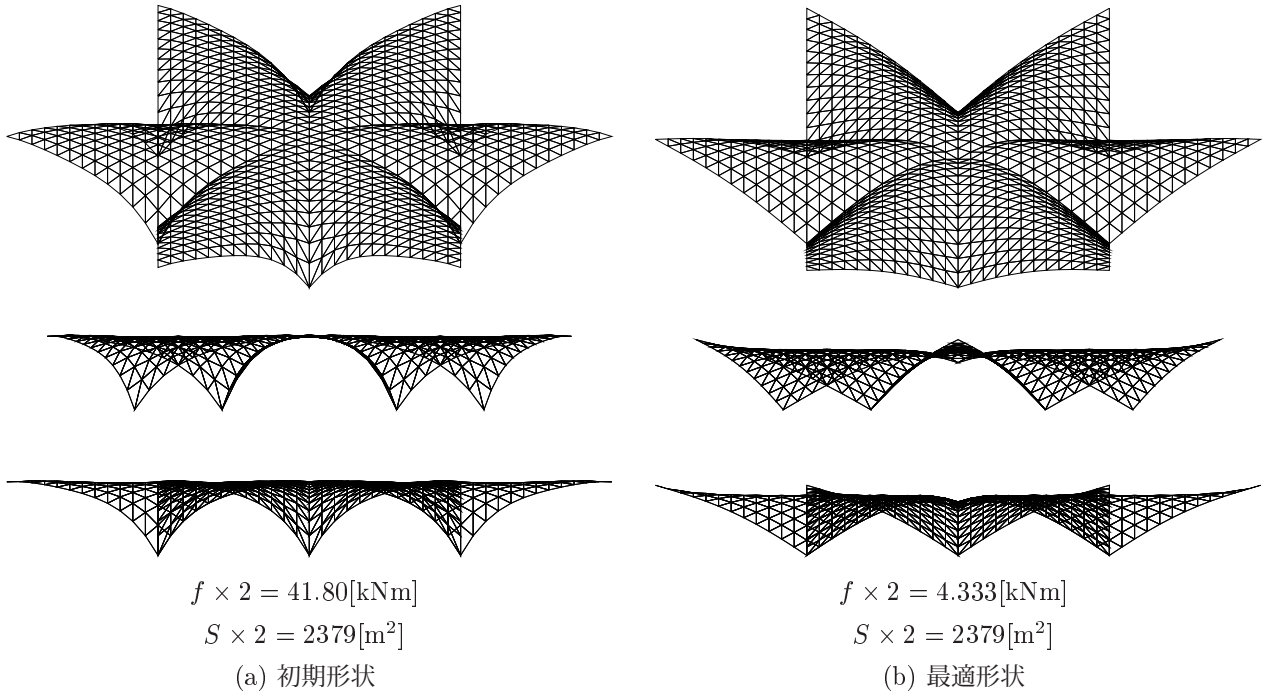 f × 2 = 41.80[kNm]
S × 2 = 2379[m²]
(a) 初期形状
f × 2 = 4.333[kNm]
S × 2 = 2379[m²]
(b) 最適形状